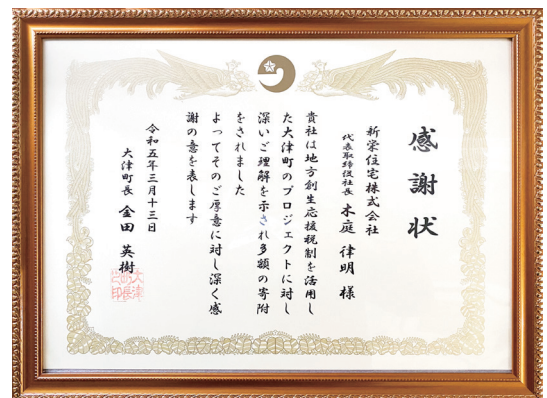 感謝状
新栄住宅株式会社
代表取締役社長 木庭 律明 様
貴社は地方創生応援税制を活用し
た大津町のプロジェクトに対し
深いご理解を示され多額の寄附
をされました
よってそのご厚意に対し深く感
謝の意を表します
令和五年三月十三日
大津町長 金田 英樹